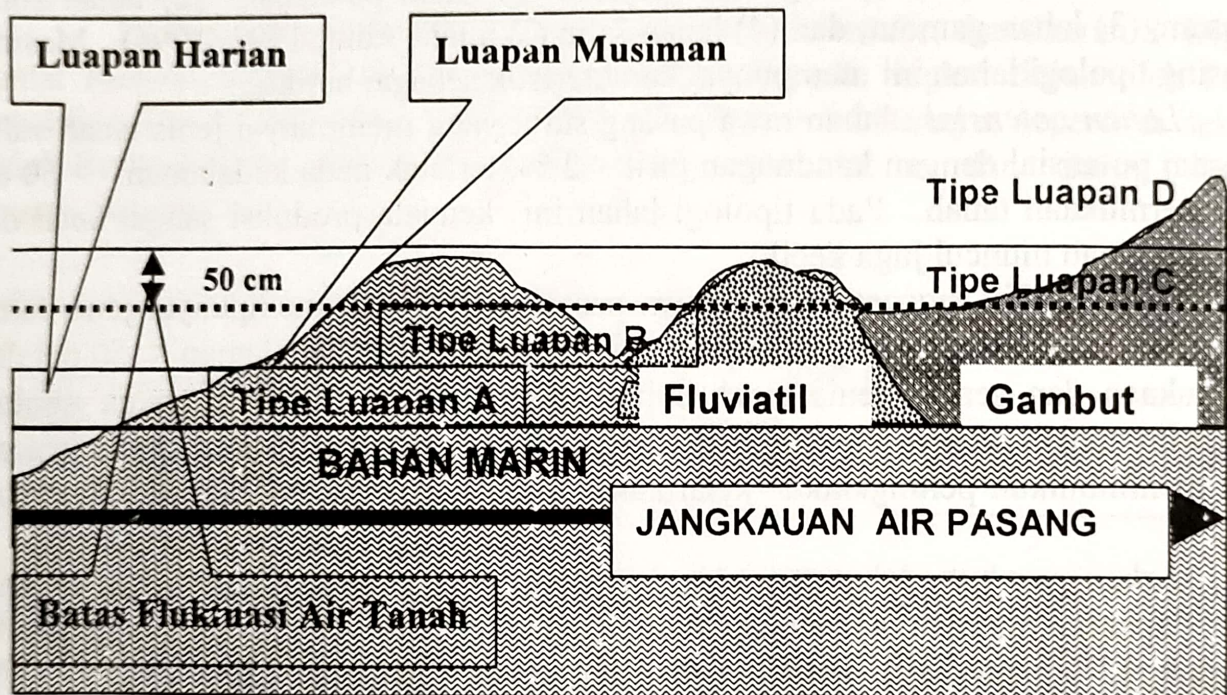 Luapan Harian
Luapan Musiman
Tipe Luapan D
50 cm
Tipe Luapan C
Tipe Luapan B
Tipe Luapan A
Fluviatil
Gambut
BAHAN MARIN
JANGKAUAN AIR PASANG
Batas Fluktuasi Air Tanah